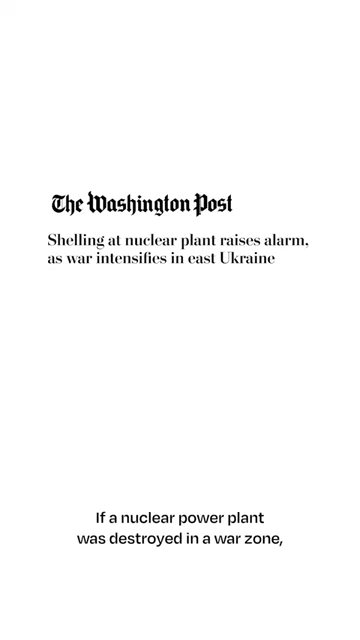 The Washington Post
Shelling at nuclear plant raises alarm,
as war intensifies in east Ukraine
If a nuclear power plant
was destroyed in a war zone,